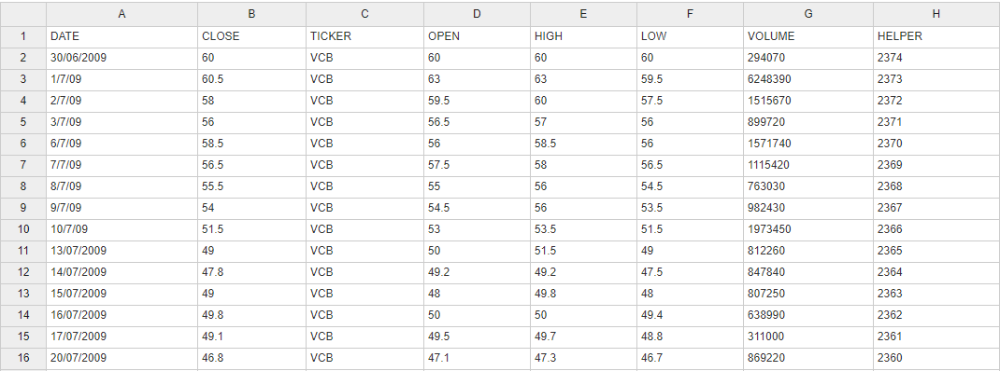 A B C D E F G H
1 DATE CLOSE TICKER OPEN HIGH LOW VOLUME HELPER
2 30/06/2009 60 VCB 60 60 60 294070 2374
3 1/7/09 60.5 VCB 63 63 59.5 6248390 2373
4 2/7/09 58 VCB 59.5 60 57.5 1515670 2372
5 3/7/09 56 VCB 56.5 57 56 899720 2371
6 6/7/09 58.5 VCB 56 58.5 56 1571740 2370
7 7/7/09 56.5 VCB 57.5 58 56.5 1115420 2369
8 8/7/09 55.5 VCB 55 56 54.5 763030 2368
9 9/7/09 54 VCB 54.5 56 53.5 982430 2367
10 10/7/09 51.5 VCB 53 53.5 51.5 1973450 2366
11 13/07/2009 49 VCB 50 51.5 49 812260 2365
12 14/07/2009 47.8 VCB 49.2 49.2 47.5 847840 2364
13 15/07/2009 49 VCB 48 49.8 48 807250 2363
14 16/07/2009 49.8 VCB 50 50 49.4 638990 2362
15 17/07/2009 49.1 VCB 49.5 49.7 48.8 311000 2361
16 20/07/2009 46.8 VCB 47.1 47.3 46.7 869220 2360